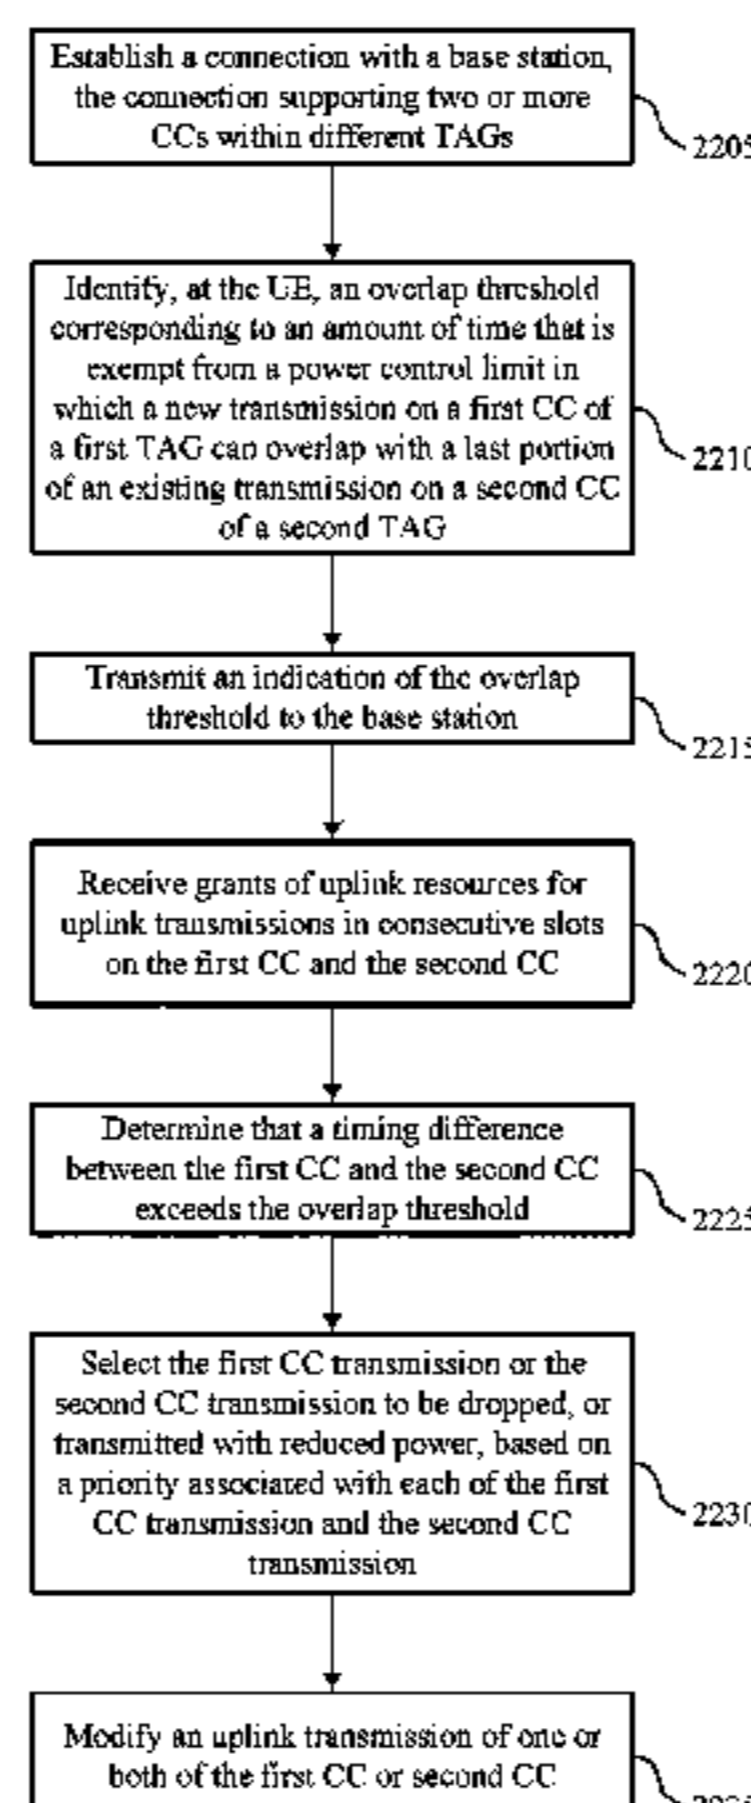 Establish a connection with a base station,
the connection supporting two or more
CCs within different TAGs
2205
Identify, at the UE, an overlap threshold
corresponding to an amount of time that is
exempt from a power control limit in
which a new transmission on a first CC of
a first TAG can overlap with a last portion
of an existing transmission on a second CC
of a second TAG
2210
Transmit an indication of the overlap
threshold to the base station
2215
Receive grants of uplink resources for
uplink transmissions in consecutive slots
on the first CC and the second CC
2220
Determine that a timing difference
between the first CC and the second CC
exceeds the overlap threshold
2225
Select the first CC transmission or the
second CC transmission to be dropped, or
transmitted with reduced power, based on
a priority associated with each of the first
CC transmission and the second CC
transmission
2230
Modify an uplink transmission of one or
both of the first CC or second CC